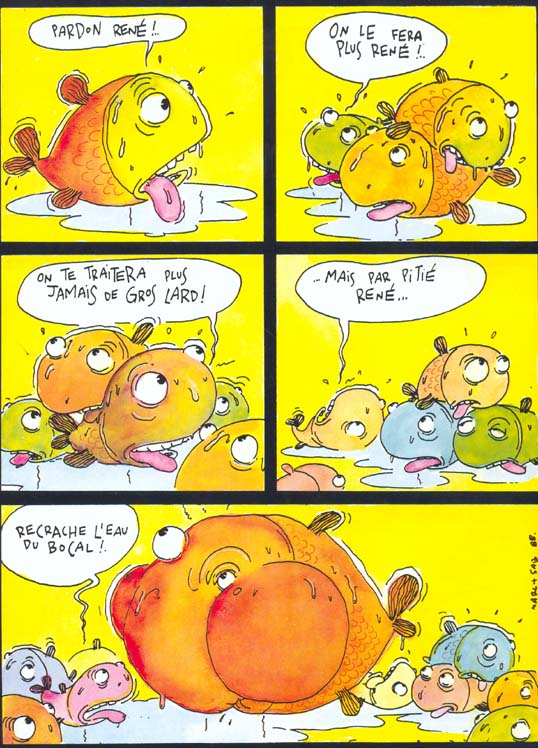 PARDON RENÉ !..
ON LE FERA
PLUS RENÉ !..
ON TE TRAITERA PLUS
JAMAIS DE GROS LARD !
... MAIS PAR PITIÉ
RENÉ...
RECRACHE L'EAU
DU BOCAL !.